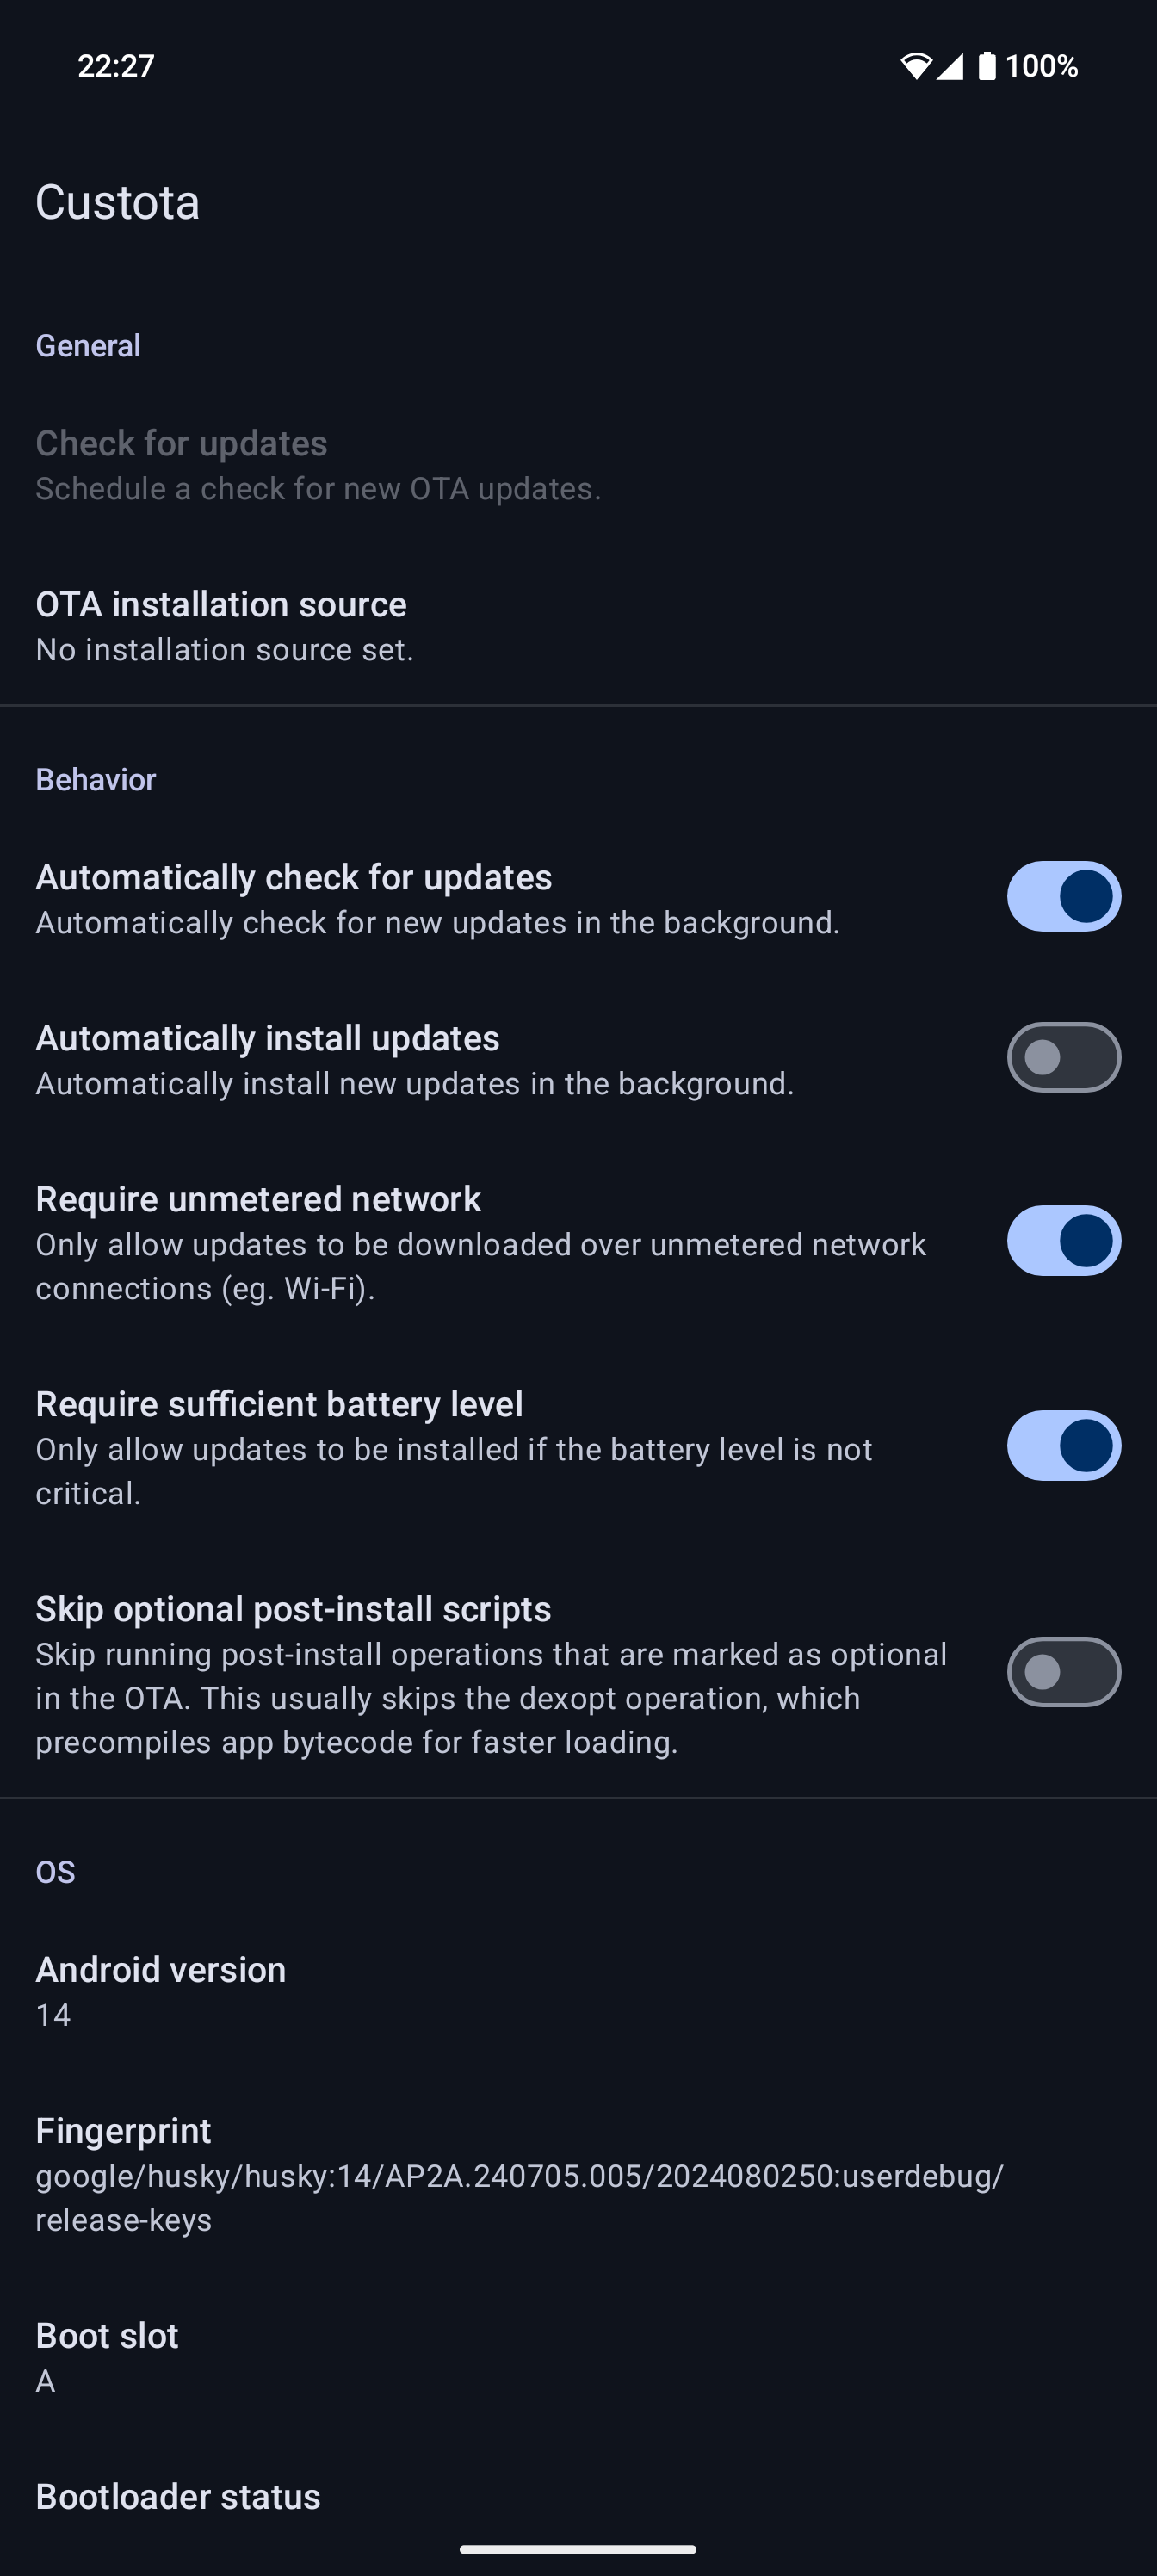 22:27
100%
Custota
General
Check for updates
Schedule a check for new OTA updates.
OTA installation source
No installation source set.
Behavior
Automatically check for updates
Automatically check for new updates in the background.
Automatically install updates
Automatically install new updates in the background.
Require unmetered network
Only allow updates to be downloaded over unmetered network
connections (eg. Wi-Fi).
Require sufficient battery level
Only allow updates to be installed if the battery level is not
critical.
Skip optional post-install scripts
Skip running post-install operations that are marked as optional
in the OTA. This usually skips the dexopt operation, which
precompiles app bytecode for faster loading.
OS
Android version
14
Fingerprint
google/husky/husky:14/AP2A.240705.005/2024080250:userdebug/
release-keys
Boot slot
A
Bootloader status